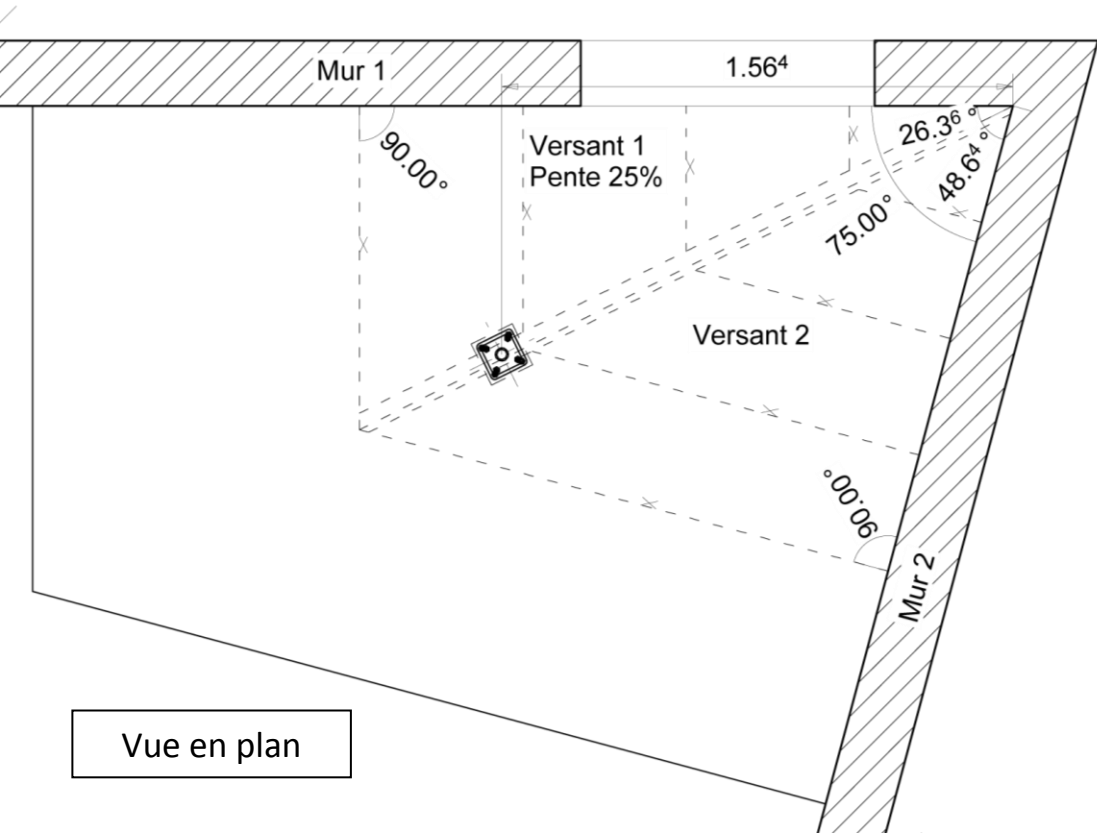 Mur 1
1.56⁴
26.3⁶ °
48.6⁴ °
75.00°
90.00°
Versant 1
Pente 25%
Versant 2
90.00°
Mur 2
Vue en plan